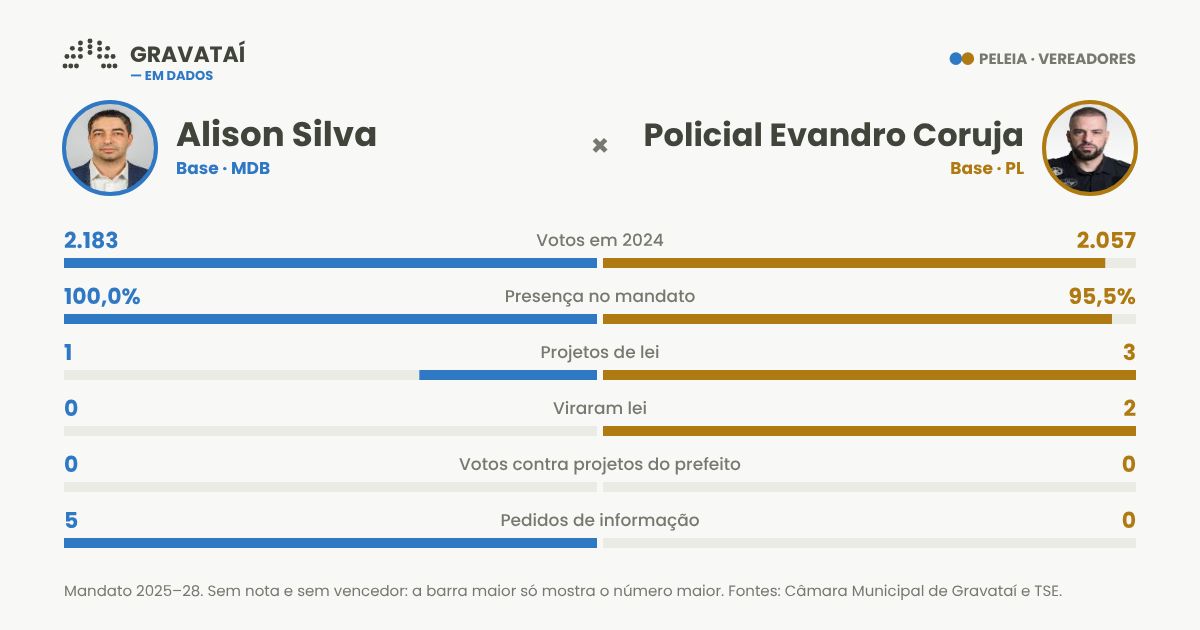 GRAVATAÍ
— EM DADOS
PELEIA · VEREADORES
Alison Silva
Base · MDB
×
Policial Evandro Coruja
Base · PL
2.183 Votos em 2024 2.057
100,0% Presença no mandato 95,5%
1 Projetos de lei 3
0 Viraram lei 2
0 Votos contra projetos do prefeito 0
5 Pedidos de informação 0
Mandato 2025–28. Sem nota e sem vencedor: a barra maior só mostra o número maior. Fontes: Câmara Municipal de Gravataí e TSE.